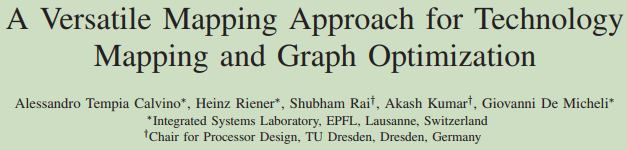 A Versatile Mapping Approach for Technology
Mapping and Graph Optimization
Alessandro Tempia Calvino*, Heinz Riener*, Shubham Rai†, Akash Kumar†, Giovanni De Micheli*
*Integrated Systems Laboratory, EPFL, Lausanne, Switzerland
†Chair for Processor Design, TU Dresden, Dresden, Germany